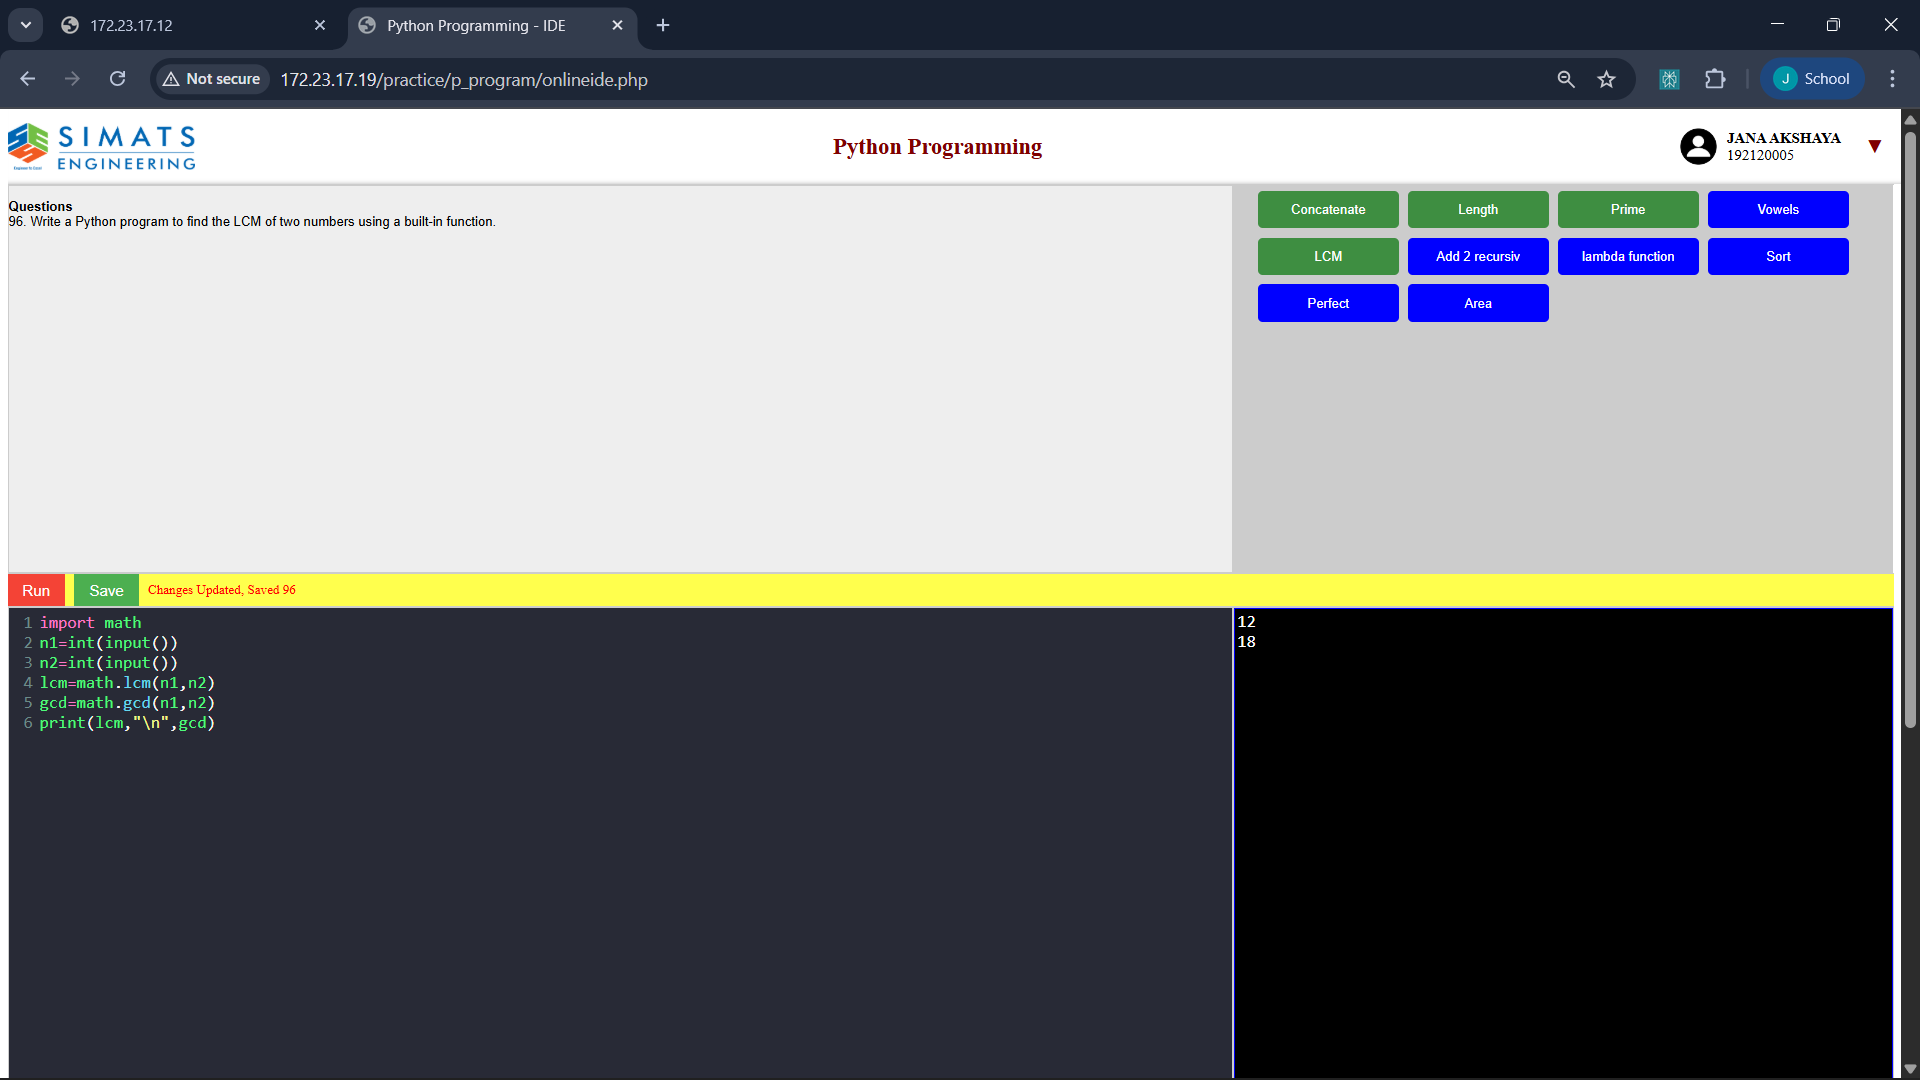 172.23.17.12
Python Programming - IDE
Not secure
172.23.17.19/practice/p_program/onlineide.php
J School
SIMATS
ENGINEERING
Python Programming
JANA AKSHAYA
192120005
Questions
96. Write a Python program to find the LCM of two numbers using a built-in function.
Concatenate
Length
Prime
Vowels
LCM
Add 2 recursiv
lambda function
Sort
Perfect
Area
Run
Save
Changes Updated, Saved 96
1 import math
2 n1=int(input())
3 n2=int(input())
4 lcm=math.lcm(n1,n2)
5 gcd=math.gcd(n1,n2)
6 print(lcm,"\n",gcd)
12
18